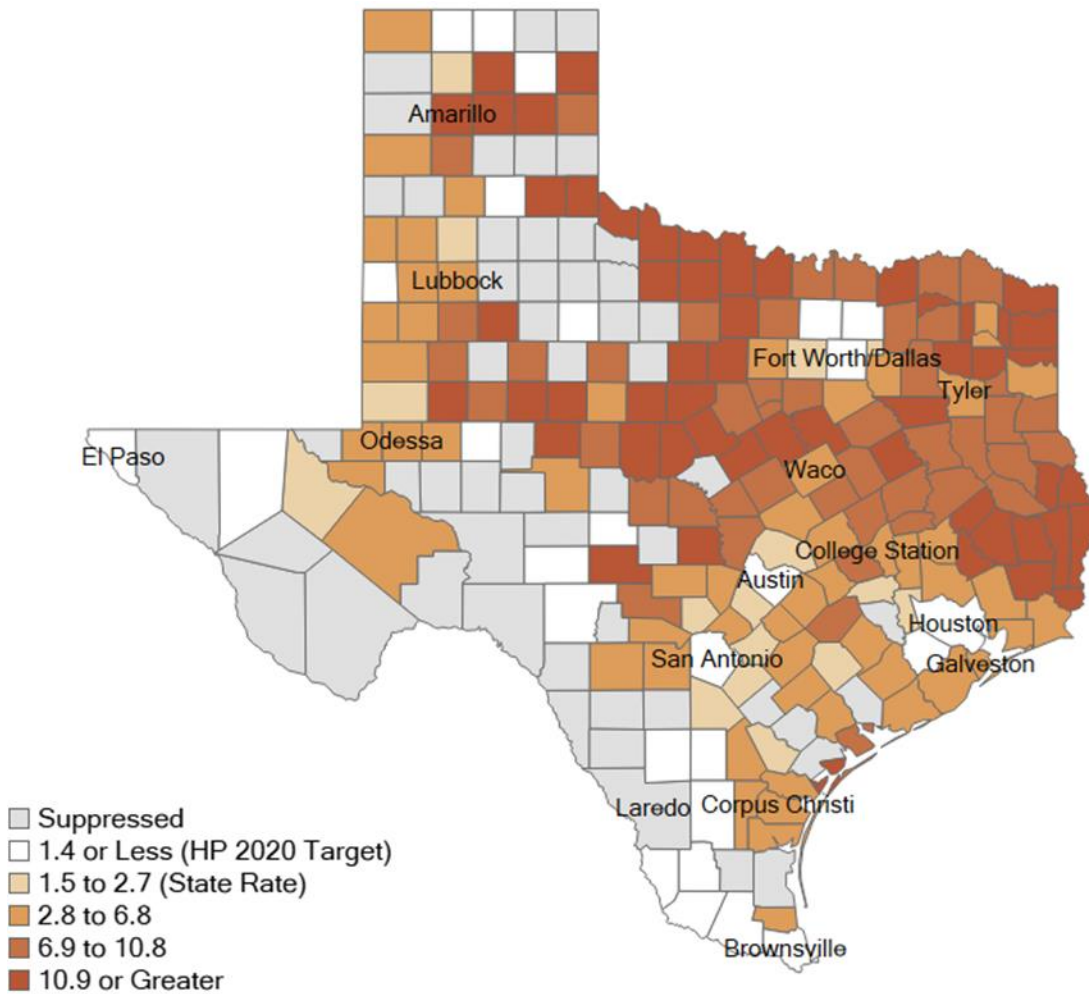 Amarillo
Lubbock
Fort Worth/Dallas
Tyler
El Paso
Odessa
Waco
College Station
Austin
Houston
San Antonio
Galveston
Laredo
Corpus Christi
Brownsville
Suppressed
1.4 or Less (HP 2020 Target)
1.5 to 2.7 (State Rate)
2.8 to 6.8
6.9 to 10.8
10.9 or Greater